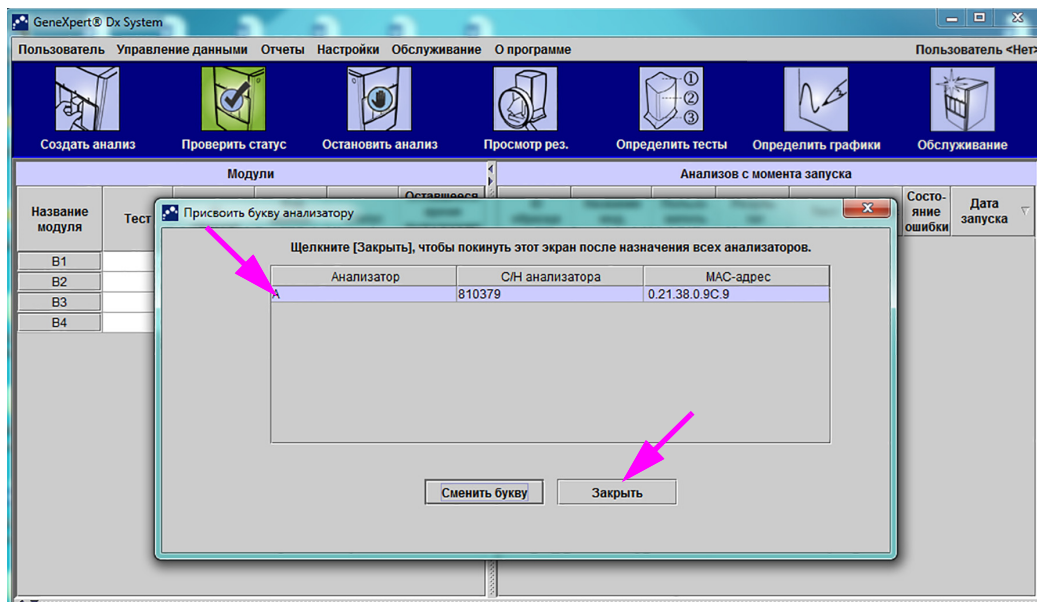 GeneXpert® Dx System
Пользователь Управление данными Отчеты Настройки Обслуживание О программе Пользователь <Нет>
① ② ③
Создать анализ Проверить статус Остановить анализ Просмотр рез. Определить тесты Определить графики Обслуживание
Модули Анализов с момента запуска
Название модуля Тест Состо-яние ошибки Дата запуска
Присвоить букву анализатору
Щелкните [Закрыть], чтобы покинуть этот экран после назначения всех анализаторов.
Анализатор С/Н анализатора MAC-адрес
A 810379 0.21.38.0.9C.9
B1
B2
B3
B4
Сменить букву Закрыть